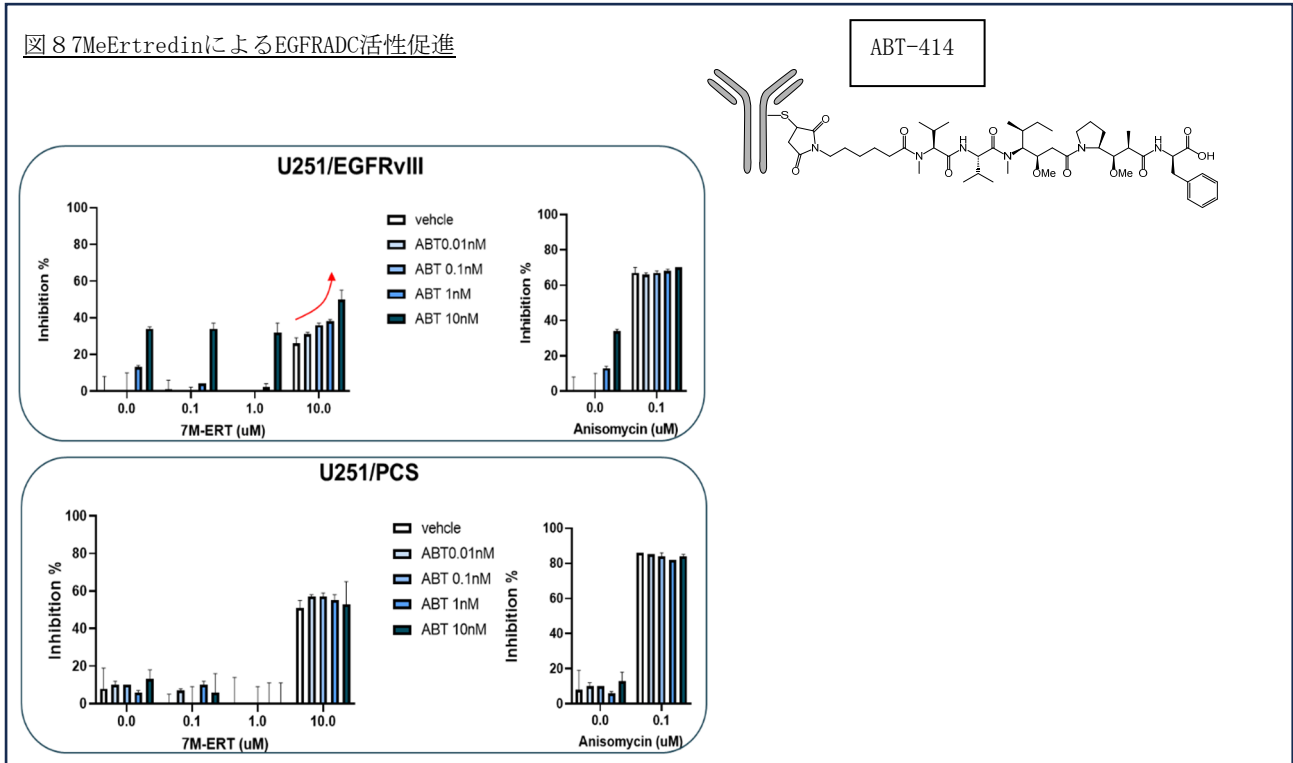 図８7MeErtredinによるEGFRADC活性促進
ABT-414
S
O
N
O
O
N
O
H
N
O
N
OMe
O
N
OMe
O
H
N
O
OH
U251/EGFRvIII
Inhibition %
100
80
60
40
20
0
0.0 0.1 1.0 10.0
7M-ERT (uM)
vehcle
ABT0.01nM
ABT 0.1nM
ABT 1nM
ABT 10nM
Inhibition %
100
80
60
40
20
0
0.0 0.1
Anisomycin (uM)
U251/PCS
Inhibition %
100
80
60
40
20
0
0.0 0.1 1.0 10.0
7M-ERT (uM)
vehcle
ABT0.01nM
ABT 0.1nM
ABT 1nM
ABT 10nM
Inhibition %
100
80
60
40
20
0
0.0 0.1
Anisomycin (uM)